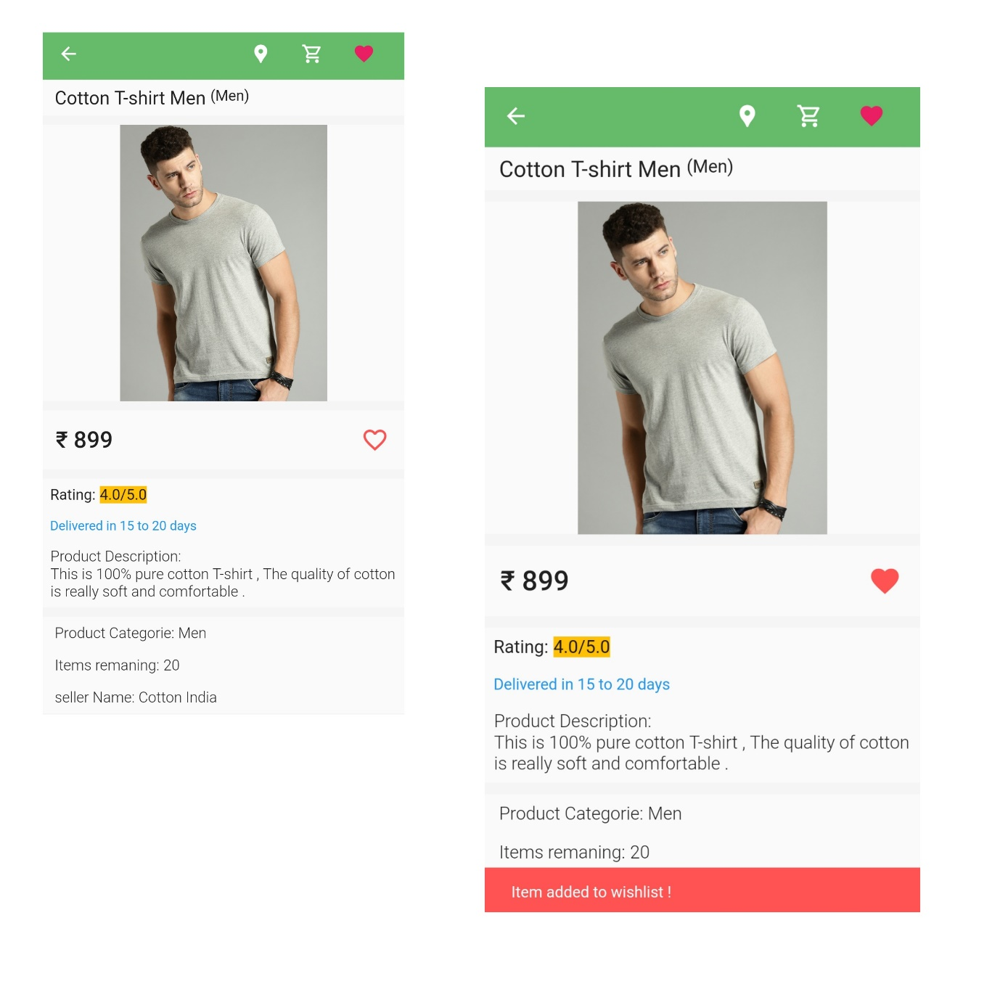 Cotton T-shirt Men (Men)
₹ 899
Rating: 4.0/5.0
Delivered in 15 to 20 days
Product Description:
This is 100% pure cotton T-shirt , The quality of cotton
is really soft and comfortable .
Product Categorie: Men
Items remaning: 20
seller Name: Cotton India
Cotton T-shirt Men (Men)
₹ 899
Rating: 4.0/5.0
Delivered in 15 to 20 days
Product Description:
This is 100% pure cotton T-shirt , The quality of cotton
is really soft and comfortable .
Product Categorie: Men
Items remaning: 20
Item added to wishlist !